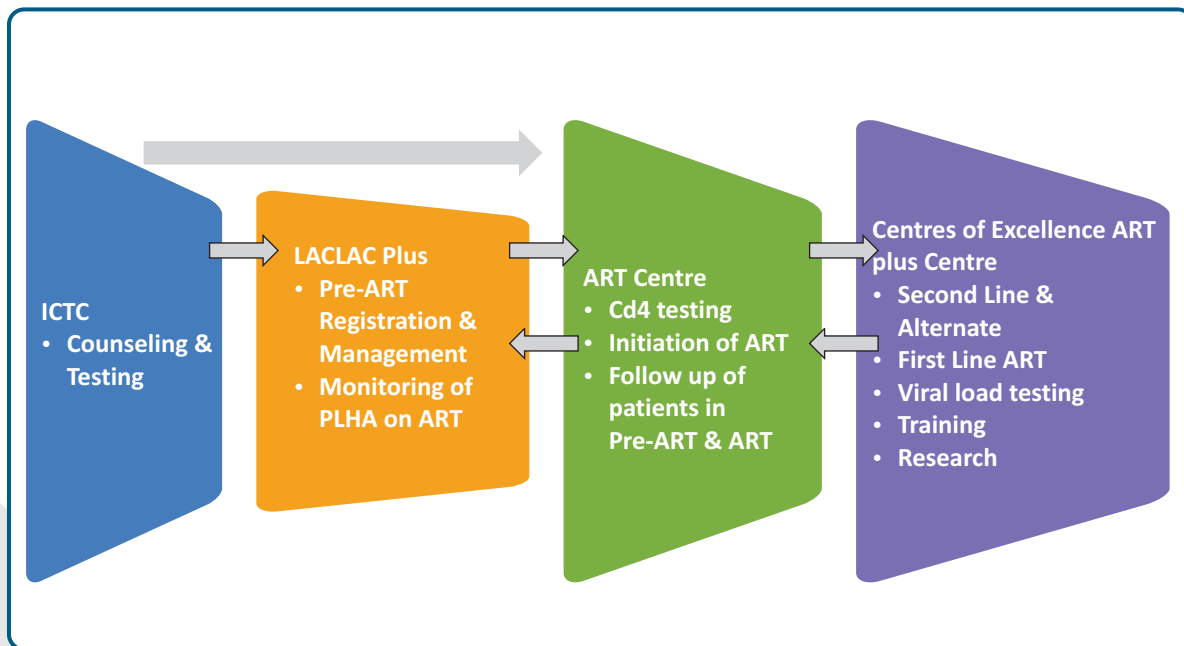 ICTC
• Counseling &
Testing
LACLAC Plus
• Pre-ART
Registration &
Management
• Monitoring of
PLHA on ART
ART Centre
• Cd4 testing
• Initiation of ART
• Follow up of
patients in
Pre-ART & ART
Centres of Excellence ART
plus Centre
• Second Line &
Alternate
• First Line ART
• Viral load testing
• Training
• Research